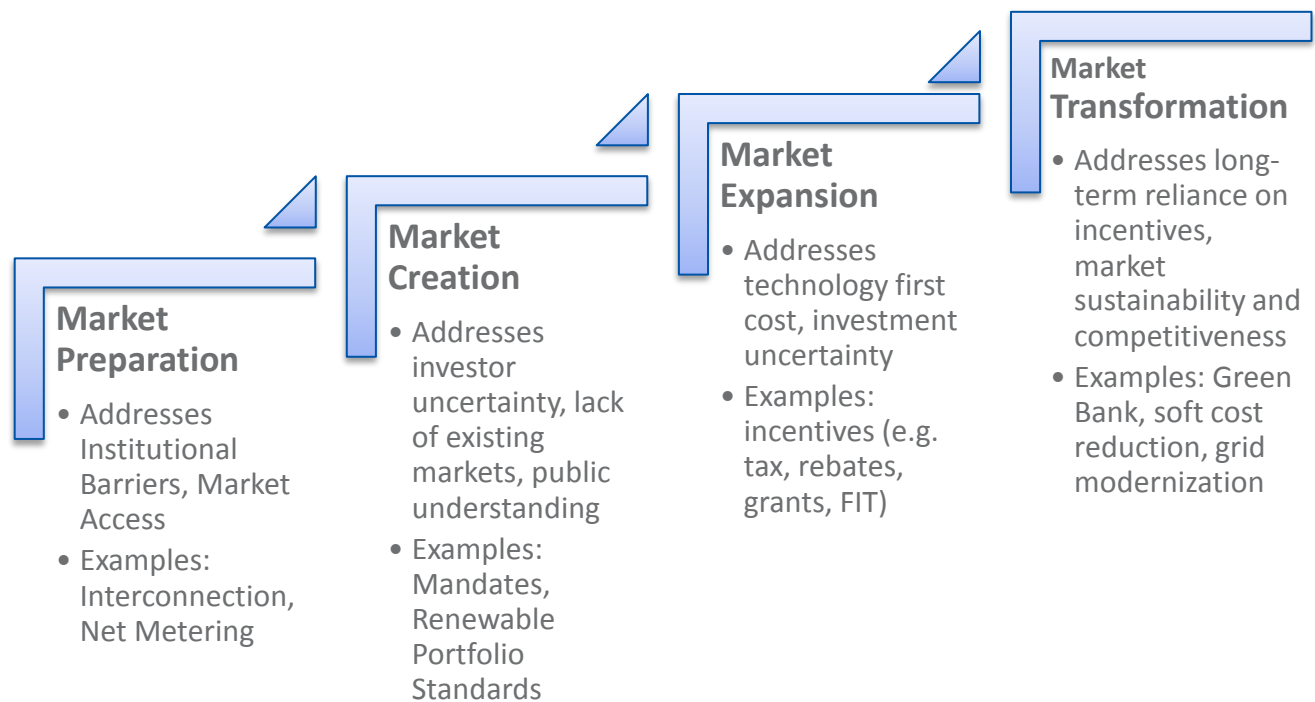 Market
Preparation
• Addresses
Institutional
Barriers, Market
Access
• Examples:
Interconnection,
Net Metering
Market
Creation
• Addresses
investor
uncertainty, lack
of existing
markets, public
understanding
• Examples:
Mandates,
Renewable
Portfolio
Standards
Market
Expansion
• Addresses
technology first
cost, investment
uncertainty
• Examples:
incentives (e.g.
tax, rebates,
grants, FIT)
Market
Transformation
• Addresses long-
term reliance on
incentives,
market
sustainability and
competitiveness
• Examples: Green
Bank, soft cost
reduction, grid
modernization